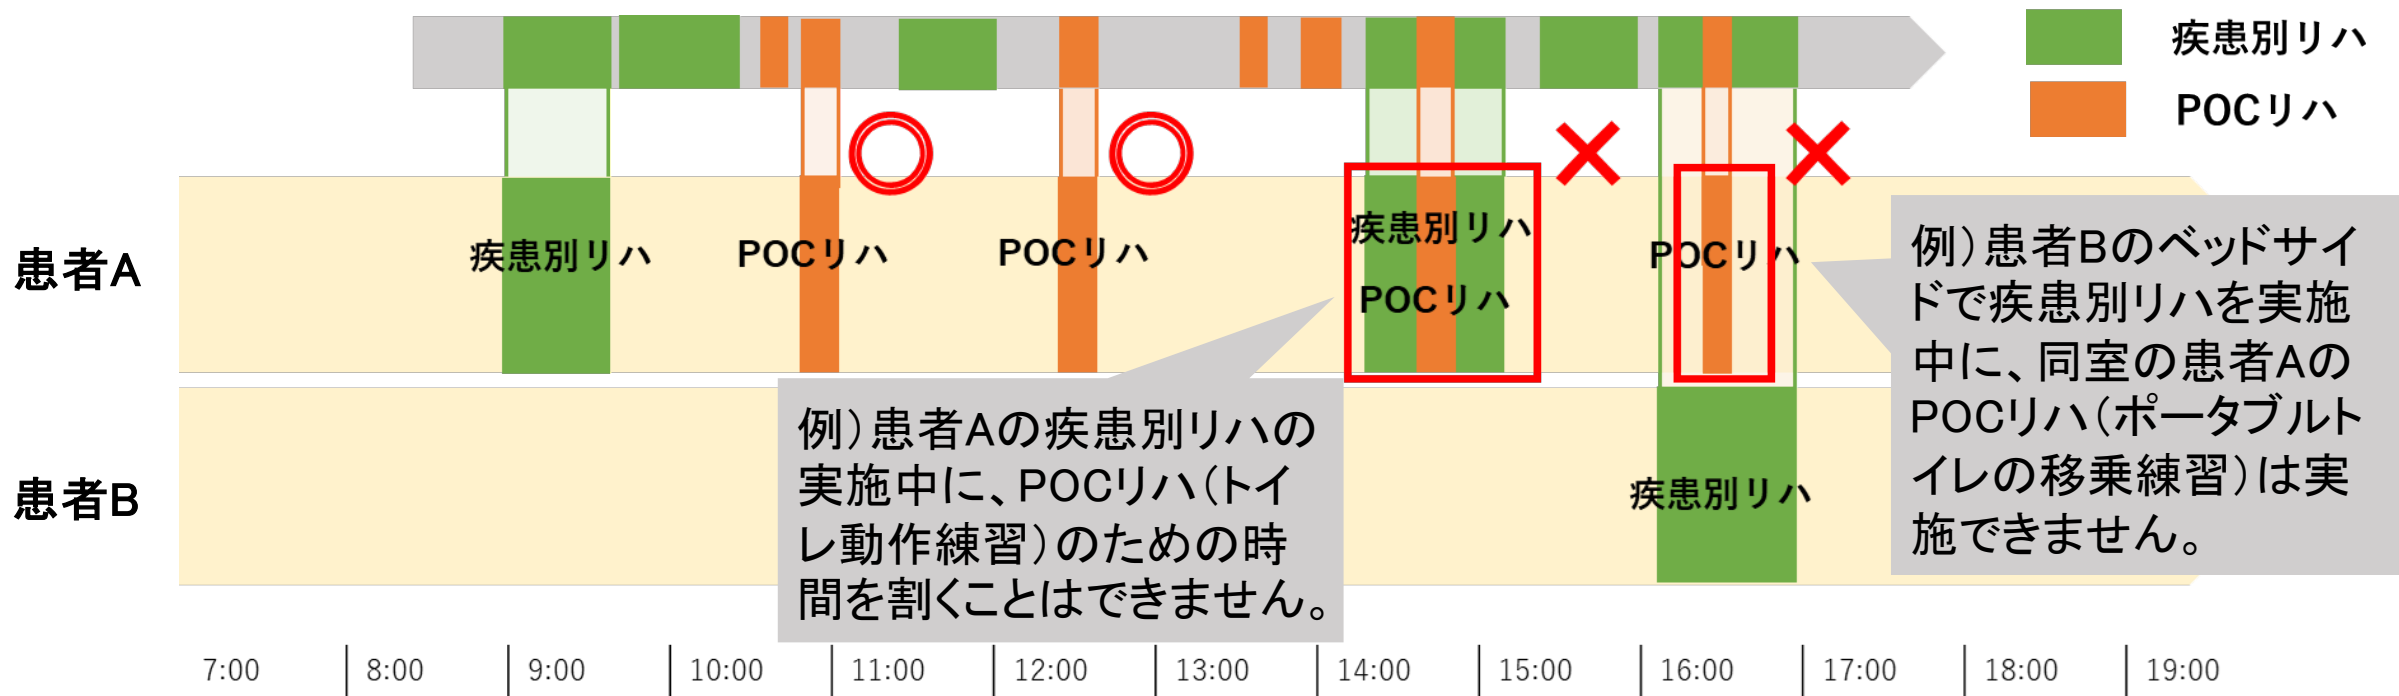 疾患別リハ
POCリハ
患者A
疾患別リハ
POCリハ
POCリハ
疾患別リハ
POCリハ
POCリハ
例）患者Bのベッドサイ
ドで疾患別リハを実施
中に、同室の患者Aの
POCリハ（ポータブルト
イレの移乗練習）は実
施できません。
例）患者Aの疾患別リハの
実施中に、POCリハ（トイ
レ動作練習）のための時
間を割くことはできません。
患者B
疾患別リハ
7:00 8:00 9:00 10:00 11:00 12:00 13:00 14:00 15:00 16:00 17:00 18:00 19:00